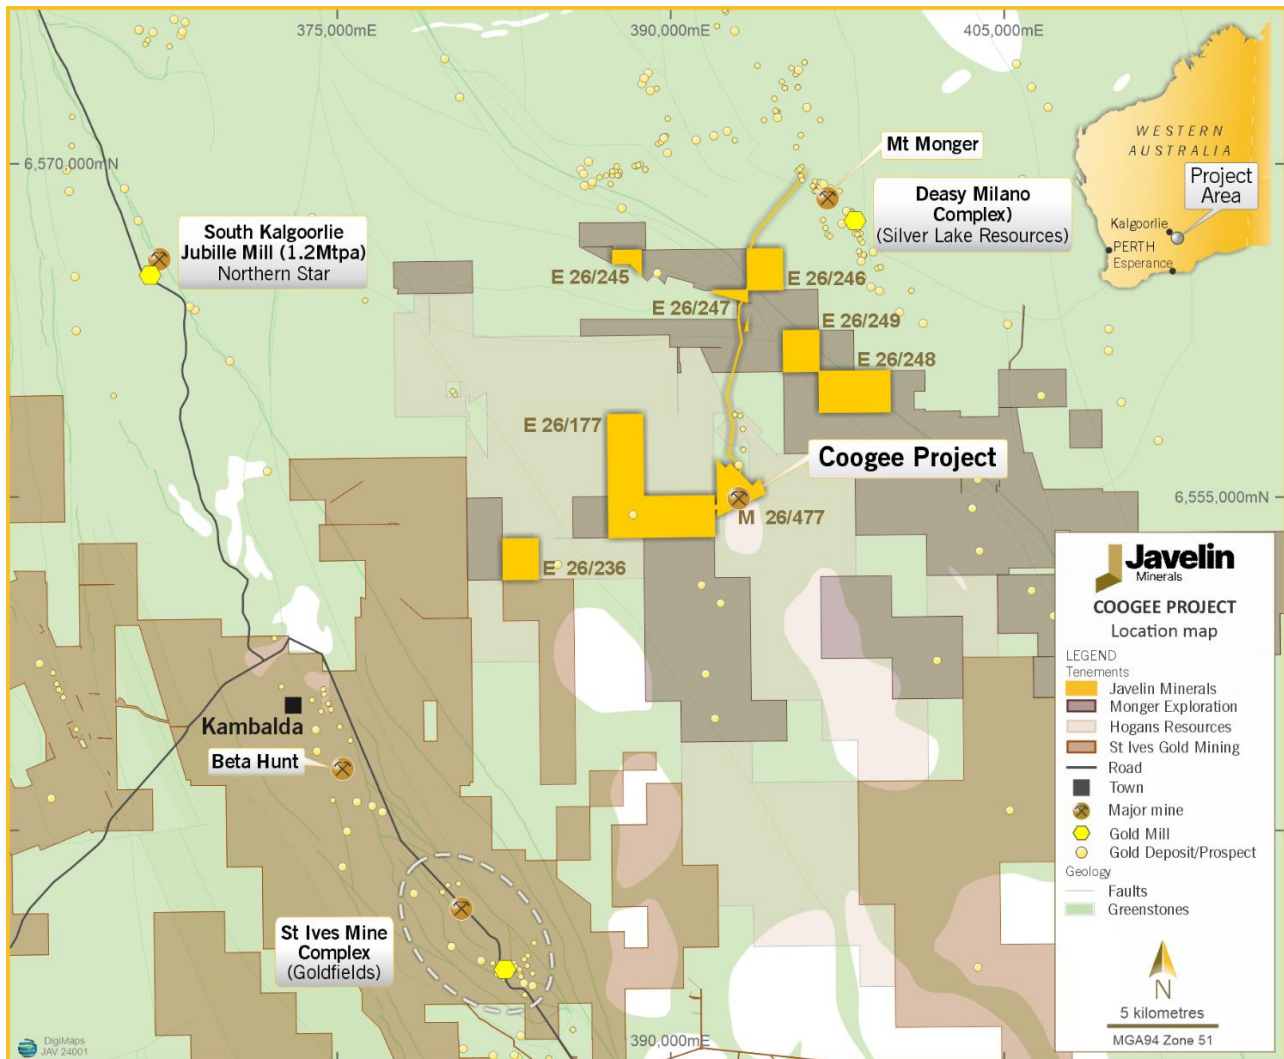 375,000mE
390,000mE
405,000mE
6,570,000mN
Mt Monger
Deasy Milano
Complex)
(Silver Lake Resources)
WESTERN
AUSTRALIA
Project
Area
Kalgoorlie
PERTH
Esperance
South Kalgoorlie
Jubille Mill (1.2Mtpa)
Northern Star
E 26/245
E 26/246
E 26/247
E 26/249
E 26/248
E 26/177
Coogee Project
6,555,000mN
M 26/477
E 26/236
Kambalda
Beta Hunt
St Ives Mine
Complex
(Goldfields)
Javelin
Minerals
COOGEE PROJECT
Location map
LEGEND
Tenements
Javelin Minerals
Monger Exploration
Hogans Resources
St Ives Gold Mining
Road
Town
Major mine
Gold Mill
Gold Deposit/Prospect
Geology
Faults
Greenstones
N
5 kilometres
MGA94 Zone 51
390,000mE
DigiMaps
JAV 24001